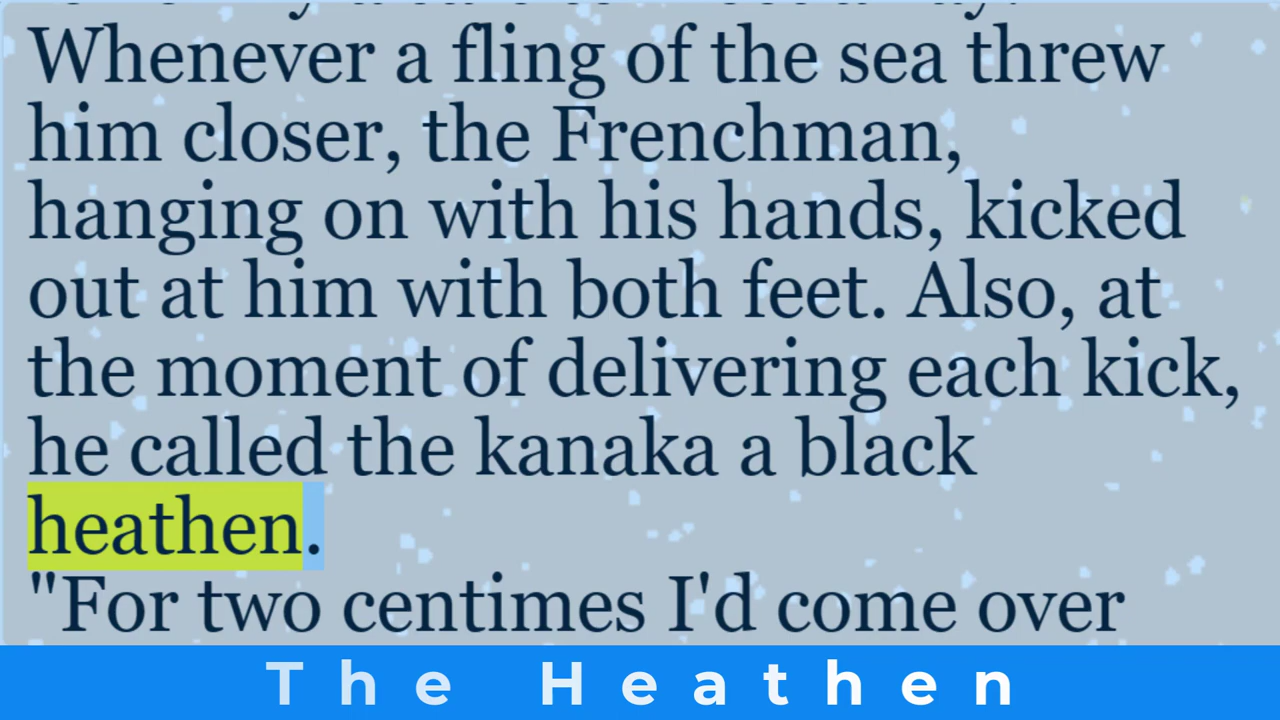 Whenever a fling of the sea threw
him closer, the Frenchman,
hanging on with his hands, kicked
out at him with both feet. Also, at
the moment of delivering each kick,
he called the kanaka a black
heathen.
"For two centimes I'd come over
The Heathen